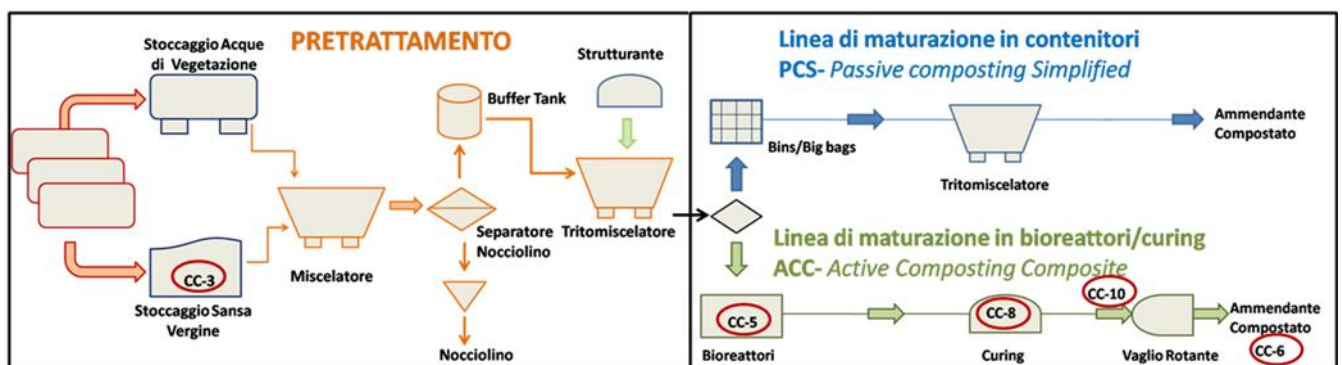 Stoccaggio Acque
di Vegetazione
PRETRATTAMENTO
Strutturante
Buffer Tank
CC-3
Stoccaggio Sansa
Vergine
Miscelatore
Separatore
Nocciolino
Tritomiscelatore
Nocciolino
Linea di maturazione in contenitori
PCS- Passive composting Simplified
Bins/Big bags
Tritomiscelatore
Ammendante
Compostato
Linea di maturazione in bioreattori/curing
ACC- Active Composting Composite
CC-5
Bioreattori
CC-8
Curing
CC-10
Vaglio Rotante
Ammendante
Compostato
CC-6